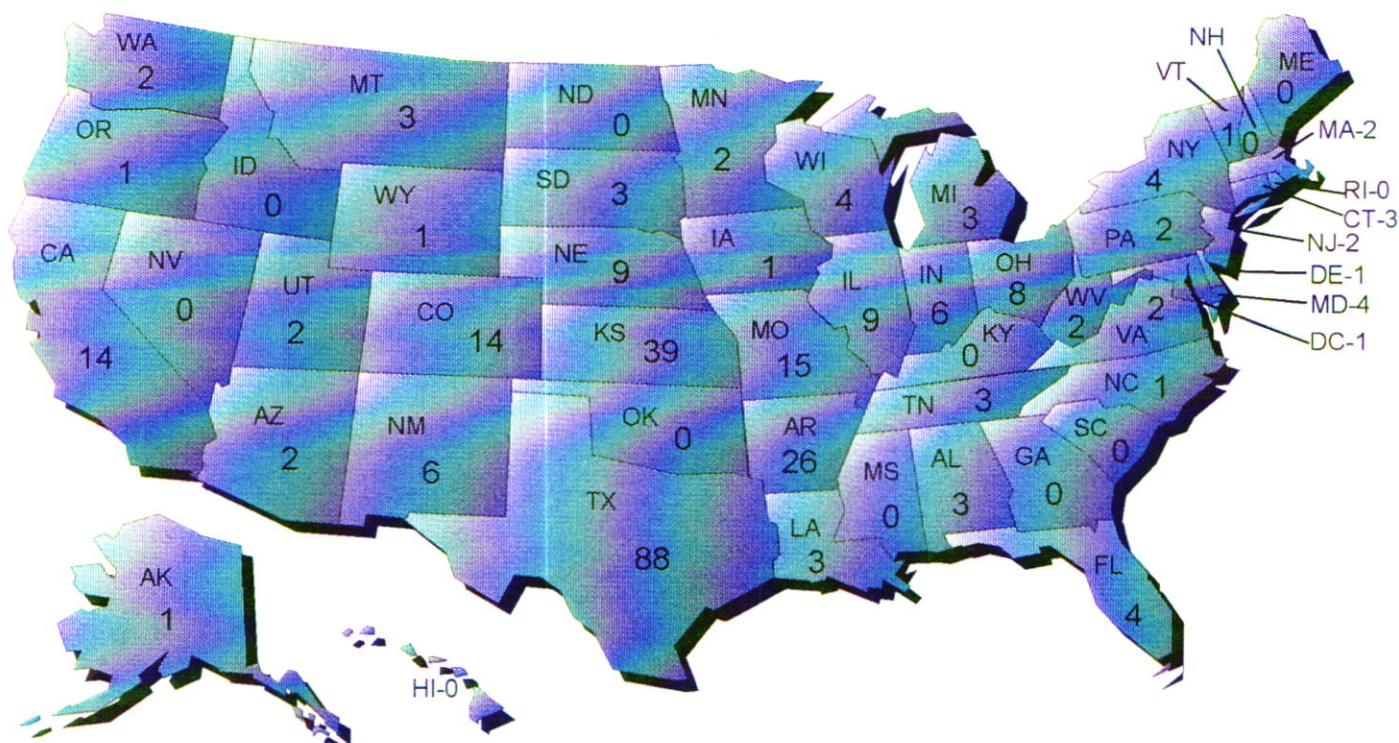 WA
2
OR
1
CA
14
NV
0
ID
0
MT
3
WY
1
UT
2
CO
14
AZ
2
NM
6
ND
0
SD
3
NE
9
KS
39
OK
0
TX
88
MN
2
IA
1
MO
15
AR
26
LA
3
WI
4
IL
9
MI
3
IN
6
OH
8
KY
0
TN
3
MS
0
AL
3
GA
0
FL
4
SC
0
NC
1
VA
2
WV
2
PA
2
NY
4
VT
1
NH
0
ME
0
MA-2
RI-0
CT-3
NJ-2
DE-1
MD-4
DC-1
AK
1
HI-0